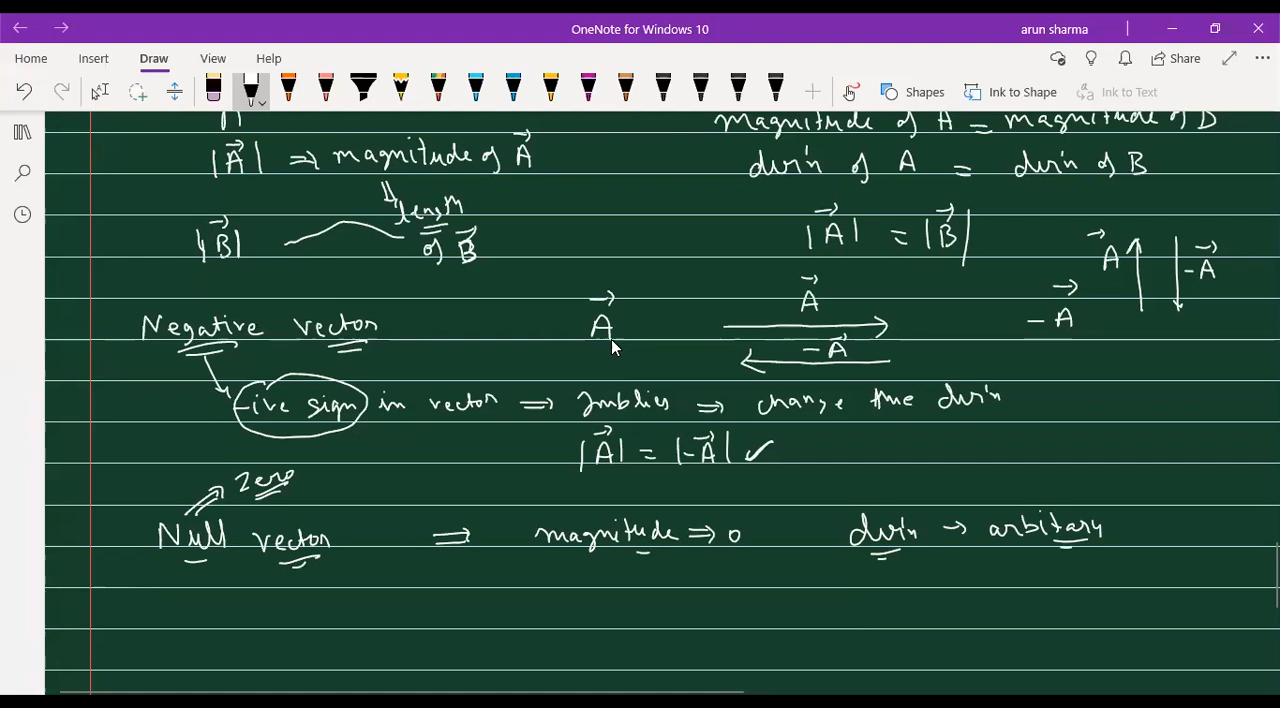 OneNote for Windows 10
arun sharma
Home Insert Draw View Help
Share
Shapes Ink to Shape Ink to Text
magnitude of A = magnitude of
|A⃗| ⇒ magnitude of A⃗
dirn of A = dirn of B
length
|B⃗| of B⃗
|A⃗| = |B⃗|
A⃗ -A⃗
Negative vector A⃗ A⃗ -A⃗
-A⃗
-ive sign in vector ⇒ Implies ⇒ change the dirn
|A⃗| = |-A⃗| ✓
Zero
Null vector ⇒ magnitude ⇒ 0 dirn → arbitary